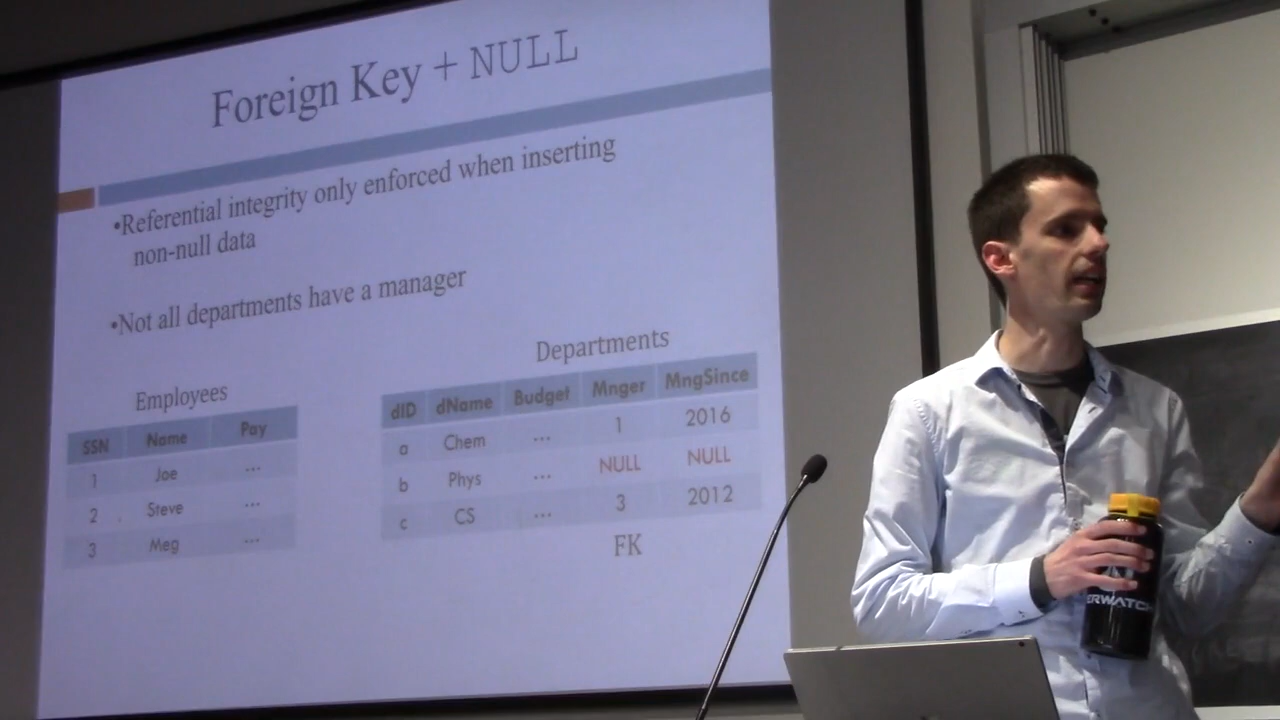 Foreign Key + NULL
•Referential integrity only enforced when inserting
non-null data
•Not all departments have a manager
Employees
SSN Name Pay
1 Joe ...
2 Steve ...
3 Meg ...
Departments
dID dName Budget Mnger MngSince
a Chem ... 1 2016
b Phys ... NULL NULL
c CS ... 3 2012
FK
ERWATCH